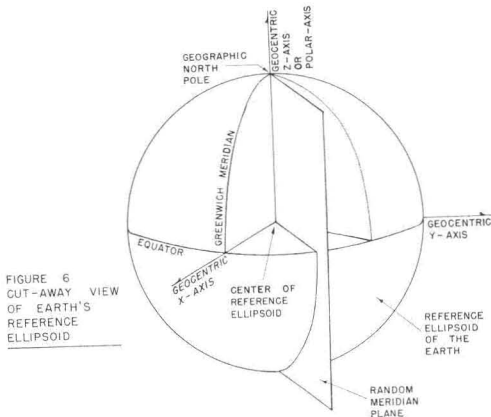 GEOCENTRIC
Z-AXIS
OR
POLAR-AXIS
GEOGRAPHIC
NORTH
POLE
GREENWICH MERIDIAN
EQUATOR
GEOCENTRIC
X-AXIS
GEOCENTRIC
Y-AXIS
CENTER OF
REFERENCE
ELLIPSOID
REFERENCE
ELLIPSOID
OF THE
EARTH
RANDOM
MERIDIAN
PLANE
FIGURE 6
CUT-AWAY VIEW
OF EARTH'S
REFERENCE
ELLIPSOID